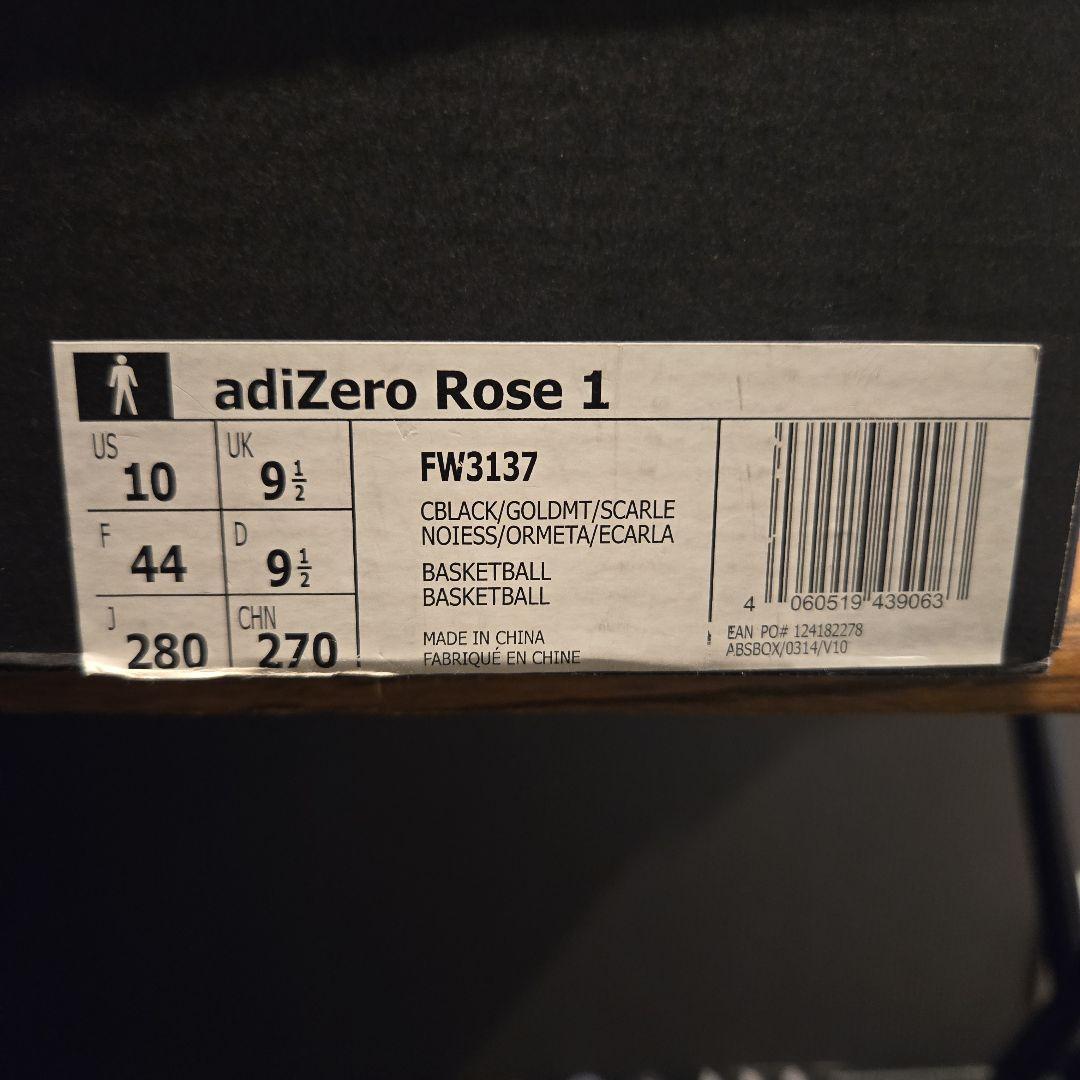 adiZero Rose 1
US 10 UK 9 1/2
F 44 D 9 1/2
J 280 CHN 270
FW3137
CBLACK/GOLDMT/SCARLE
NOIESS/ORMETA/ECARLA
BASKETBALL
BASKETBALL
MADE IN CHINA
FABRIQUÉ EN CHINE
4 060519 439063
EAN PO# 124182278
ABSBOX/0314/V10